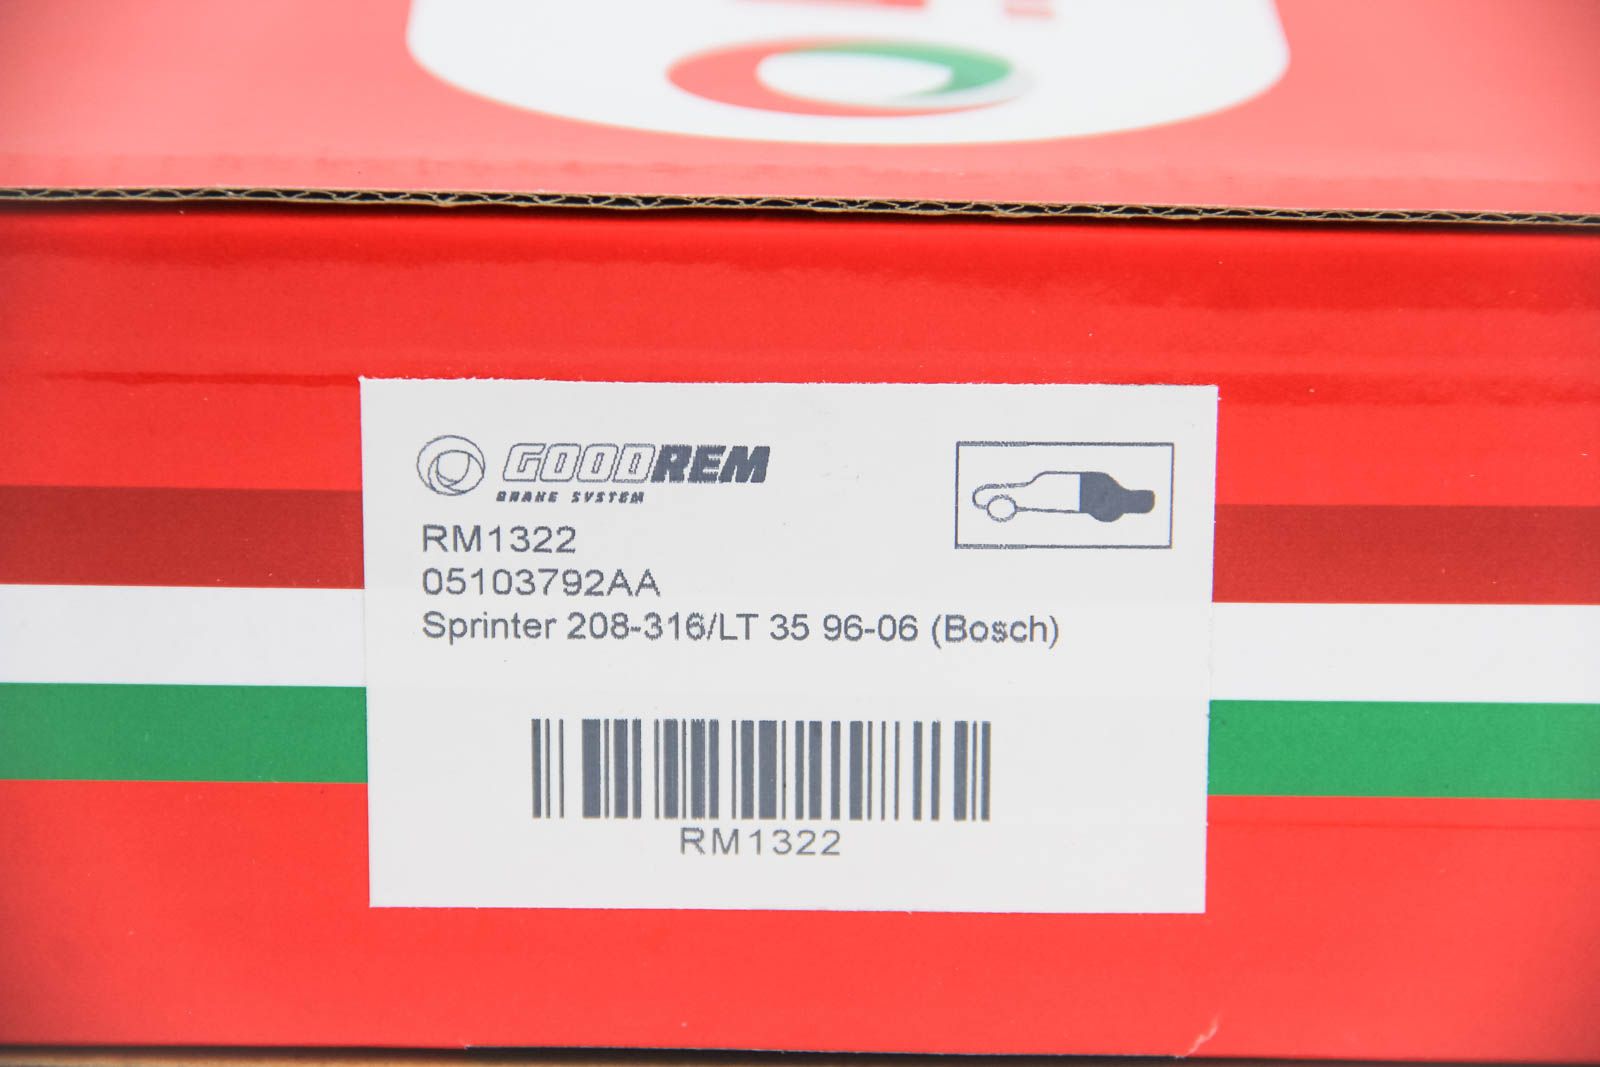 GOODREM
BRAKE SYSTEM
RM1322
05103792AA
Sprinter 208-316/LT 35 96-06 (Bosch)
RM1322